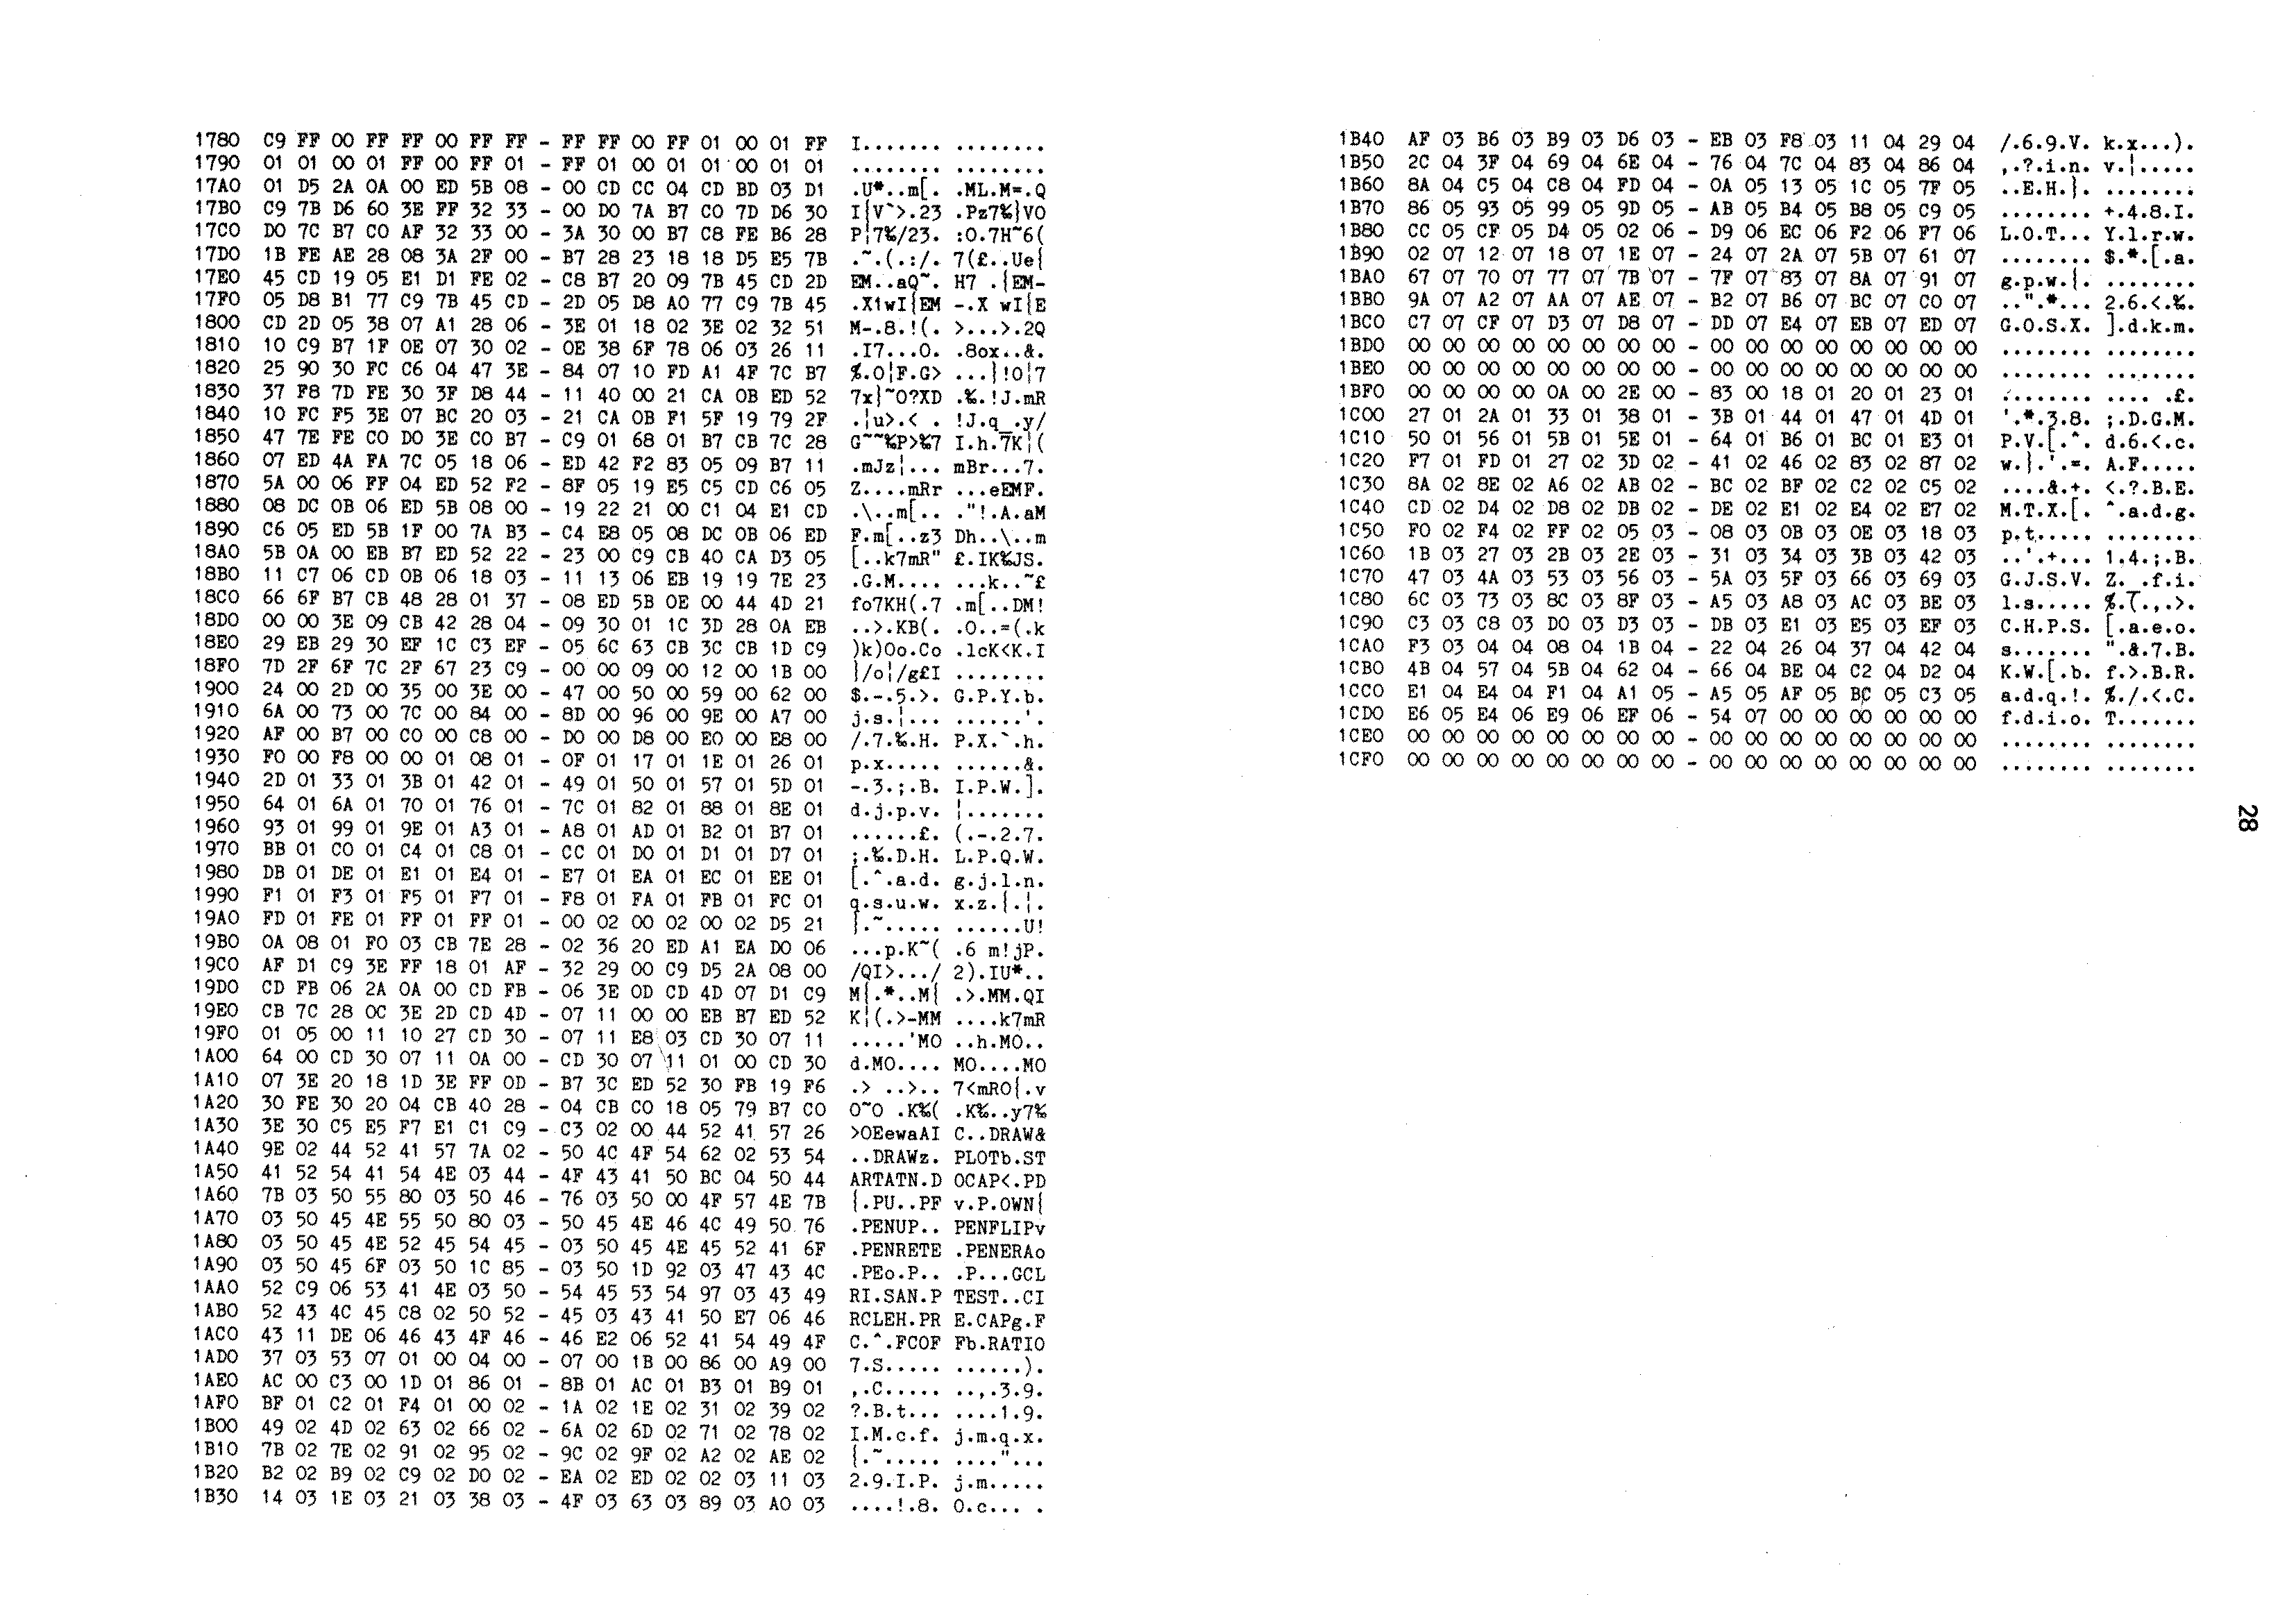 1780 C9 FF 00 FF FF 00 FF FF - FF FF 00 FF 01 00 01 FF I....... ........
1790 01 01 00 01 FF 00 FF 01 - FF 01 00 01 01 00 01 01 ........ ........
17A0 01 D5 2A 0A 00 ED 5B 08 - 00 CD CC 04 CD BD 03 D1 .U*..m[. .ML.M=.Q
17B0 C9 7B D6 60 3E FF 32 33 - 00 D0 7A B7 C0 7D D6 30 I{V`>.23 .Pz7%}V0
17C0 D0 7C B7 C0 AF 32 33 00 - 3A 30 00 B7 C8 FE B6 28 P¦7%/23. :0.7H~6(
17D0 1B FE AE 28 08 3A 2F 00 - B7 28 23 18 18 D5 E5 7B .~.(.:/. 7(£..Ue{
17E0 45 CD 19 05 E1 D1 FE 02 - C8 B7 20 09 7B 45 CD 2D EM..aQ~. H7 .{EM-
17F0 05 D8 B1 77 C9 7B 45 CD - 2D 05 D8 A0 77 C9 7B 45 .X1wI{EM -.X wI{E
1800 CD 2D 05 38 07 A1 28 06 - 3E 01 18 02 3E 02 32 51 M-.8.!(. >...>.2Q
1810 10 C9 B7 1F 0E 07 30 02 - 0E 38 6F 78 06 03 26 11 .I7...0. .8ox..&.
1820 25 90 30 FC C6 04 47 3E - 84 07 10 FD A1 4F 7C B7 %.0¦F.G> ...}!O¦7
1830 37 F8 7D FE 30 3F D8 44 - 11 40 00 21 CA 0B ED 52 7x}~0?XD .%.!J.mR
1840 10 FC F5 3E 07 BC 20 03 - 21 CA 0B F1 5F 19 79 2F .¦u>.< . !J.q_.y/
1850 47 7E FE C0 D0 3E C0 B7 - C9 01 68 01 B7 CB 7C 28 G~~%P>%7 I.h.7K¦(
1860 07 ED 4A FA 7C 05 18 06 - ED 42 F2 83 05 09 B7 11 .mJz¦... mBr...7.
1870 5A 00 06 FF 04 ED 52 F2 - 8F 05 19 E5 C5 CD C6 05 Z....mRr ...eEMF.
1880 08 DC 0B 06 ED 5B 08 00 - 19 22 21 00 C1 04 E1 CD .\..m[.. ."!.A.aM
1890 C6 05 ED 5B 1F 00 7A B3 - C4 E8 05 08 DC 0B 06 ED F.m[..z3 Dh..\..m
18A0 5B 0A 00 EB B7 ED 52 22 - 23 00 C9 CB 40 CA D3 05 [..k7mR" £.IK%JS.
18B0 11 C7 06 CD 0B 06 18 03 - 11 13 06 EB 19 19 7E 23 .G.M.... ...k..~£
18C0 66 6F B7 CB 48 28 01 37 - 08 ED 5B 0E 00 44 4D 21 fo7KH(.7 .m[..DM!
18D0 00 00 3E 09 CB 42 28 04 - 09 30 01 1C 3D 28 0A EB ..>.KB(. .0..=(.k
18E0 29 EB 29 30 EF 1C C3 EF - 05 6C 63 CB 3C CB 1D C9 )k)0o.Co .lcK<K.I
18F0 7D 2F 6F 7C 2F 67 23 C9 - 00 00 09 00 12 00 1B 00 }/o¦/g£I ........
1900 24 00 2D 00 35 00 3E 00 - 47 00 50 00 59 00 62 00 $.-.5.>. G.P.Y.b.
1910 6A 00 73 00 7C 00 84 00 - 8D 00 96 00 9E 00 A7 00 j.s.¦... ......'.
1920 AF 00 B7 00 C0 00 C8 00 - D0 00 D8 00 E0 00 E8 00 /.7.%.H. P.X.`.h.
1930 F0 00 F8 00 00 01 08 01 - 0F 01 17 01 1E 01 26 01 p.x..... ......&.
1940 2D 01 33 01 3B 01 42 01 - 49 01 50 01 57 01 5D 01 -.3.;.B. I.P.W.].
1950 64 01 6A 01 70 01 76 01 - 7C 01 82 01 88 01 8E 01 d.j.p.v. ¦.......
1960 93 01 99 01 9E 01 A3 01 - A8 01 AD 01 B2 01 B7 01 ......£. (.-.2.7.
1970 BB 01 C0 01 C4 01 C8 01 - CC 01 D0 01 D1 01 D7 01 ;.%.D.H. L.P.Q.W.
1980 DB 01 DE 01 E1 01 E4 01 - E7 01 EA 01 EC 01 EE 01 [.^.a.d. g.j.l.n.
1990 F1 01 F3 01 F5 01 F7 01 - F8 01 FA 01 FB 01 FC 01 q.s.u.w. x.z.{.¦.
19A0 FD 01 FE 01 FF 01 FF 01 - 00 02 00 02 00 02 D5 21 }.~..... ......U!
19B0 0A 08 01 F0 03 CB 7E 28 - 02 36 20 ED A1 EA D0 06 ...p.K~( .6 m!jP.
19C0 AF D1 C9 3E FF 18 01 AF - 32 29 00 C9 D5 2A 08 00 /QI>.../ 2).IU*..
19D0 CD FB 06 2A 0A 00 CD FB - 06 3E 0D CD 4D 07 D1 C9 M{.*..M{ .>.MM.QI
19E0 CB 7C 28 0C 3E 2D CD 4D - 07 11 00 00 EB B7 ED 52 K¦(.>-MM ....k7mR
19F0 01 05 00 11 10 27 CD 30 - 07 11 E8 03 CD 30 07 11 .....'M0 ..h.M0..
1A00 64 00 CD 30 07 11 0A 00 - CD 30 07 11 01 00 CD 30 d.M0.... M0....M0
1A10 07 3E 20 18 1D 3E FF 0D - B7 3C ED 52 30 FB 19 F6 .> ..>.. 7<mR0{.v
1A20 30 FE 30 20 04 CB 40 28 - 04 CB C0 18 05 79 B7 C0 0~0 .K%( .K%..y7%
1A30 3E 30 C5 E5 F7 E1 C1 C9 - C3 02 00 44 52 41 57 26 >0EewaAI C..DRAW&
1A40 9E 02 44 52 41 57 7A 02 - 50 4C 4F 54 62 02 53 54 ..DRAWz. PLOTb.ST
1A50 41 52 54 41 54 4E 03 44 - 4F 43 41 50 BC 04 50 44 ARTATN.D OCAP<.PD
1A60 7B 03 50 55 80 03 50 46 - 76 03 50 00 4F 57 4E 7B {.PU..PF v.P.OWN{
1A70 03 50 45 4E 55 50 80 03 - 50 45 4E 46 4C 49 50 76 .PENUP.. PENFLIPv
1A80 03 50 45 4E 52 45 54 45 - 03 50 45 4E 45 52 41 6F .PENRETE .PENERAo
1A90 03 50 45 6F 03 50 1C 85 - 03 50 1D 92 03 47 43 4C .PEo.P.. .P...GCL
1AA0 52 C9 06 53 41 4E 03 50 - 54 45 53 54 97 03 43 49 RI.SAN.P TEST..CI
1AB0 52 43 4C 45 C8 02 50 52 - 45 03 43 41 50 E7 06 46 RCLEH.PR E.CAPg.F
1AC0 43 11 DE 06 46 43 4F 46 - 46 E2 06 52 41 54 49 4F C.^.FCOF Fb.RATIO
1AD0 37 03 53 07 01 00 04 00 - 07 00 1B 00 86 00 A9 00 7.S..... ......).
1AE0 AC 00 C3 00 1D 01 86 01 - 8B 01 AC 01 B3 01 B9 01 ,.C..... ..,.3.9.
1AF0 BF 01 C2 01 F4 01 00 02 - 1A 02 1E 02 31 02 39 02 ?.B.t... ....1.9.
1B00 49 02 4D 02 63 02 66 02 - 6A 02 6D 02 71 02 78 02 I.M.c.f. j.m.q.x.
1B10 7B 02 7E 02 91 02 95 02 - 9C 02 9F 02 A2 02 AE 02 {.~..... ...."...
1B20 B2 02 B9 02 C9 02 D0 02 - EA 02 ED 02 02 03 11 03 2.9.I.P. j.m.....
1B30 14 03 1E 03 21 03 38 03 - 4F 03 63 03 89 03 A0 03 ....!.8. O.c... .
1B40 AF 03 B6 03 B9 03 D6 03 - EB 03 F8 03 11 04 29 04 /.6.9.V. k.x...).
1B50 2C 04 3F 04 69 04 6E 04 - 76 04 7C 04 83 04 86 04 ,.?.i.n. v.¦.....
1B60 8A 04 C5 04 C8 04 FD 04 - 0A 05 13 05 1C 05 7F 05 ..E.H.}. ........
1B70 86 05 93 05 99 05 9D 05 - AB 05 B4 05 B8 05 C9 05 ........ +.4.8.I.
1B80 CC 05 CF 05 D4 05 02 06 - D9 06 EC 06 F2 06 F7 06 L.O.T... Y.l.r.w.
1B90 02 07 12 07 18 07 1E 07 - 24 07 2A 07 5B 07 61 07 ........ $.*.[.a.
1BA0 67 07 70 07 77 07 7B 07 - 7F 07 83 07 8A 07 91 07 g.p.w.{. ........
1BB0 9A 07 A2 07 AA 07 AE 07 - B2 07 B6 07 BC 07 C0 07 ..".*... 2.6.<.%.
1BC0 C7 07 CF 07 D3 07 D8 07 - DD 07 E4 07 EB 07 ED 07 G.O.S.X. ].d.k.m.
1BD0 00 00 00 00 00 00 00 00 - 00 00 00 00 00 00 00 00 ........ ........
1BE0 00 00 00 00 00 00 00 00 - 00 00 00 00 00 00 00 00 ........ ........
1BF0 00 00 00 00 0A 00 2E 00 - 83 00 18 01 20 01 23 01 ........ .... .£.
1C00 27 01 2A 01 33 01 38 01 - 3B 01 44 01 47 01 4D 01 '.*.3.8. ;.D.G.M.
1C10 50 01 56 01 5B 01 5E 01 - 64 01 B6 01 BC 01 E3 01 P.V.[.^. d.6.<.c.
1C20 F7 01 FD 01 27 02 3D 02 - 41 02 46 02 83 02 87 02 w.}.'.=. A.F.....
1C30 8A 02 8E 02 A6 02 AB 02 - BC 02 BF 02 C2 02 C5 02 ....&.+. <.?.B.E.
1C40 CD 02 D4 02 D8 02 DB 02 - DE 02 E1 02 E4 02 E7 02 M.T.X.[. ^.a.d.g.
1C50 F0 02 F4 02 FF 02 05 03 - 08 03 0B 03 0E 03 18 03 p.t..... ........
1C60 1B 03 27 03 2B 03 2E 03 - 31 03 34 03 3B 03 42 03 ..'.+... 1.4.;.B.
1C70 47 03 4A 03 53 03 56 03 - 5A 03 5F 03 66 03 69 03 G.J.S.V. Z._.f.i.
1C80 6C 03 73 03 8C 03 8F 03 - A5 03 A8 03 AC 03 BE 03 l.s..... %.(.,.>.
1C90 C3 03 C8 03 D0 03 D3 03 - DB 03 E1 03 E5 03 EF 03 C.H.P.S. [.a.e.o.
1CA0 F3 03 04 04 08 04 1B 04 - 22 04 26 04 37 04 42 04 s....... ".&.7.B.
1CB0 4B 04 57 04 5B 04 62 04 - 66 04 BE 04 C2 04 D2 04 K.W.[.b. f.>.B.R.
1CC0 E1 04 E4 04 F1 04 A1 05 - A5 05 AF 05 BC 05 C3 05 a.d.q.!. %./.<.C.
1CD0 E6 05 E4 06 E9 06 EF 06 - 54 07 00 00 00 00 00 00 f.d.i.o. T.......
1CE0 00 00 00 00 00 00 00 00 - 00 00 00 00 00 00 00 00 ........ ........
1CF0 00 00 00 00 00 00 00 00 - 00 00 00 00 00 00 00 00 ........ ........
28